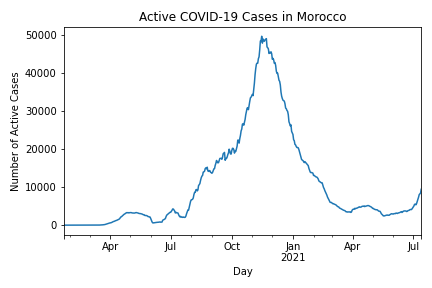 Active COVID-19 Cases in Morocco
Number of Active Cases
50000
40000
30000
20000
10000
0
Apr Jul Oct Jan Apr Jul
2021
Day